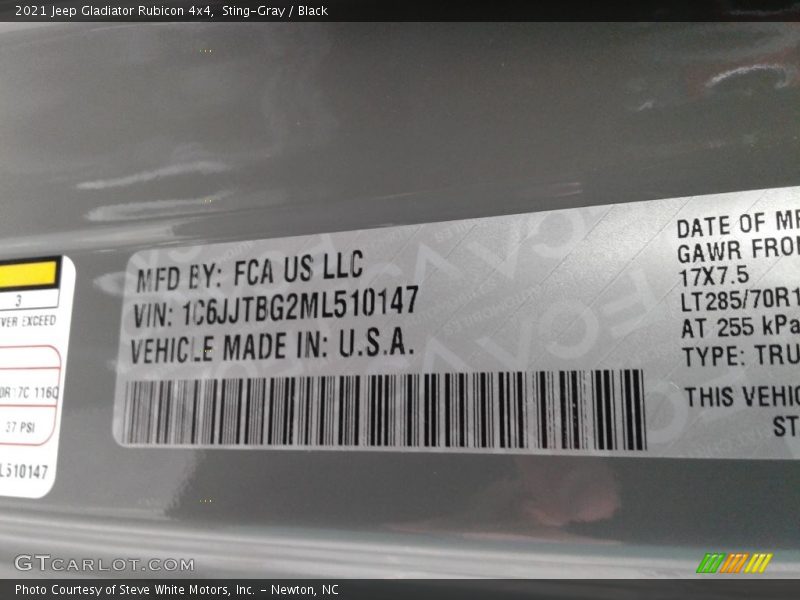 2021 Jeep Gladiator Rubicon 4x4, Sting-Gray / Black
3
VER EXCEED
0R17C 116Q
37 PSI
L510147
MFD BY: FCA US LLC
VIN: 1C6JJTBG2ML510147
VEHICLE MADE IN: U.S.A.
DATE OF MF
GAWR FRO
17X7.5
LT285/70R1
AT 255 kPa
TYPE: TRU
THIS VEHIC
ST
GTCARLOT.COM
Photo Courtesy of Steve White Motors, Inc. – Newton, NC